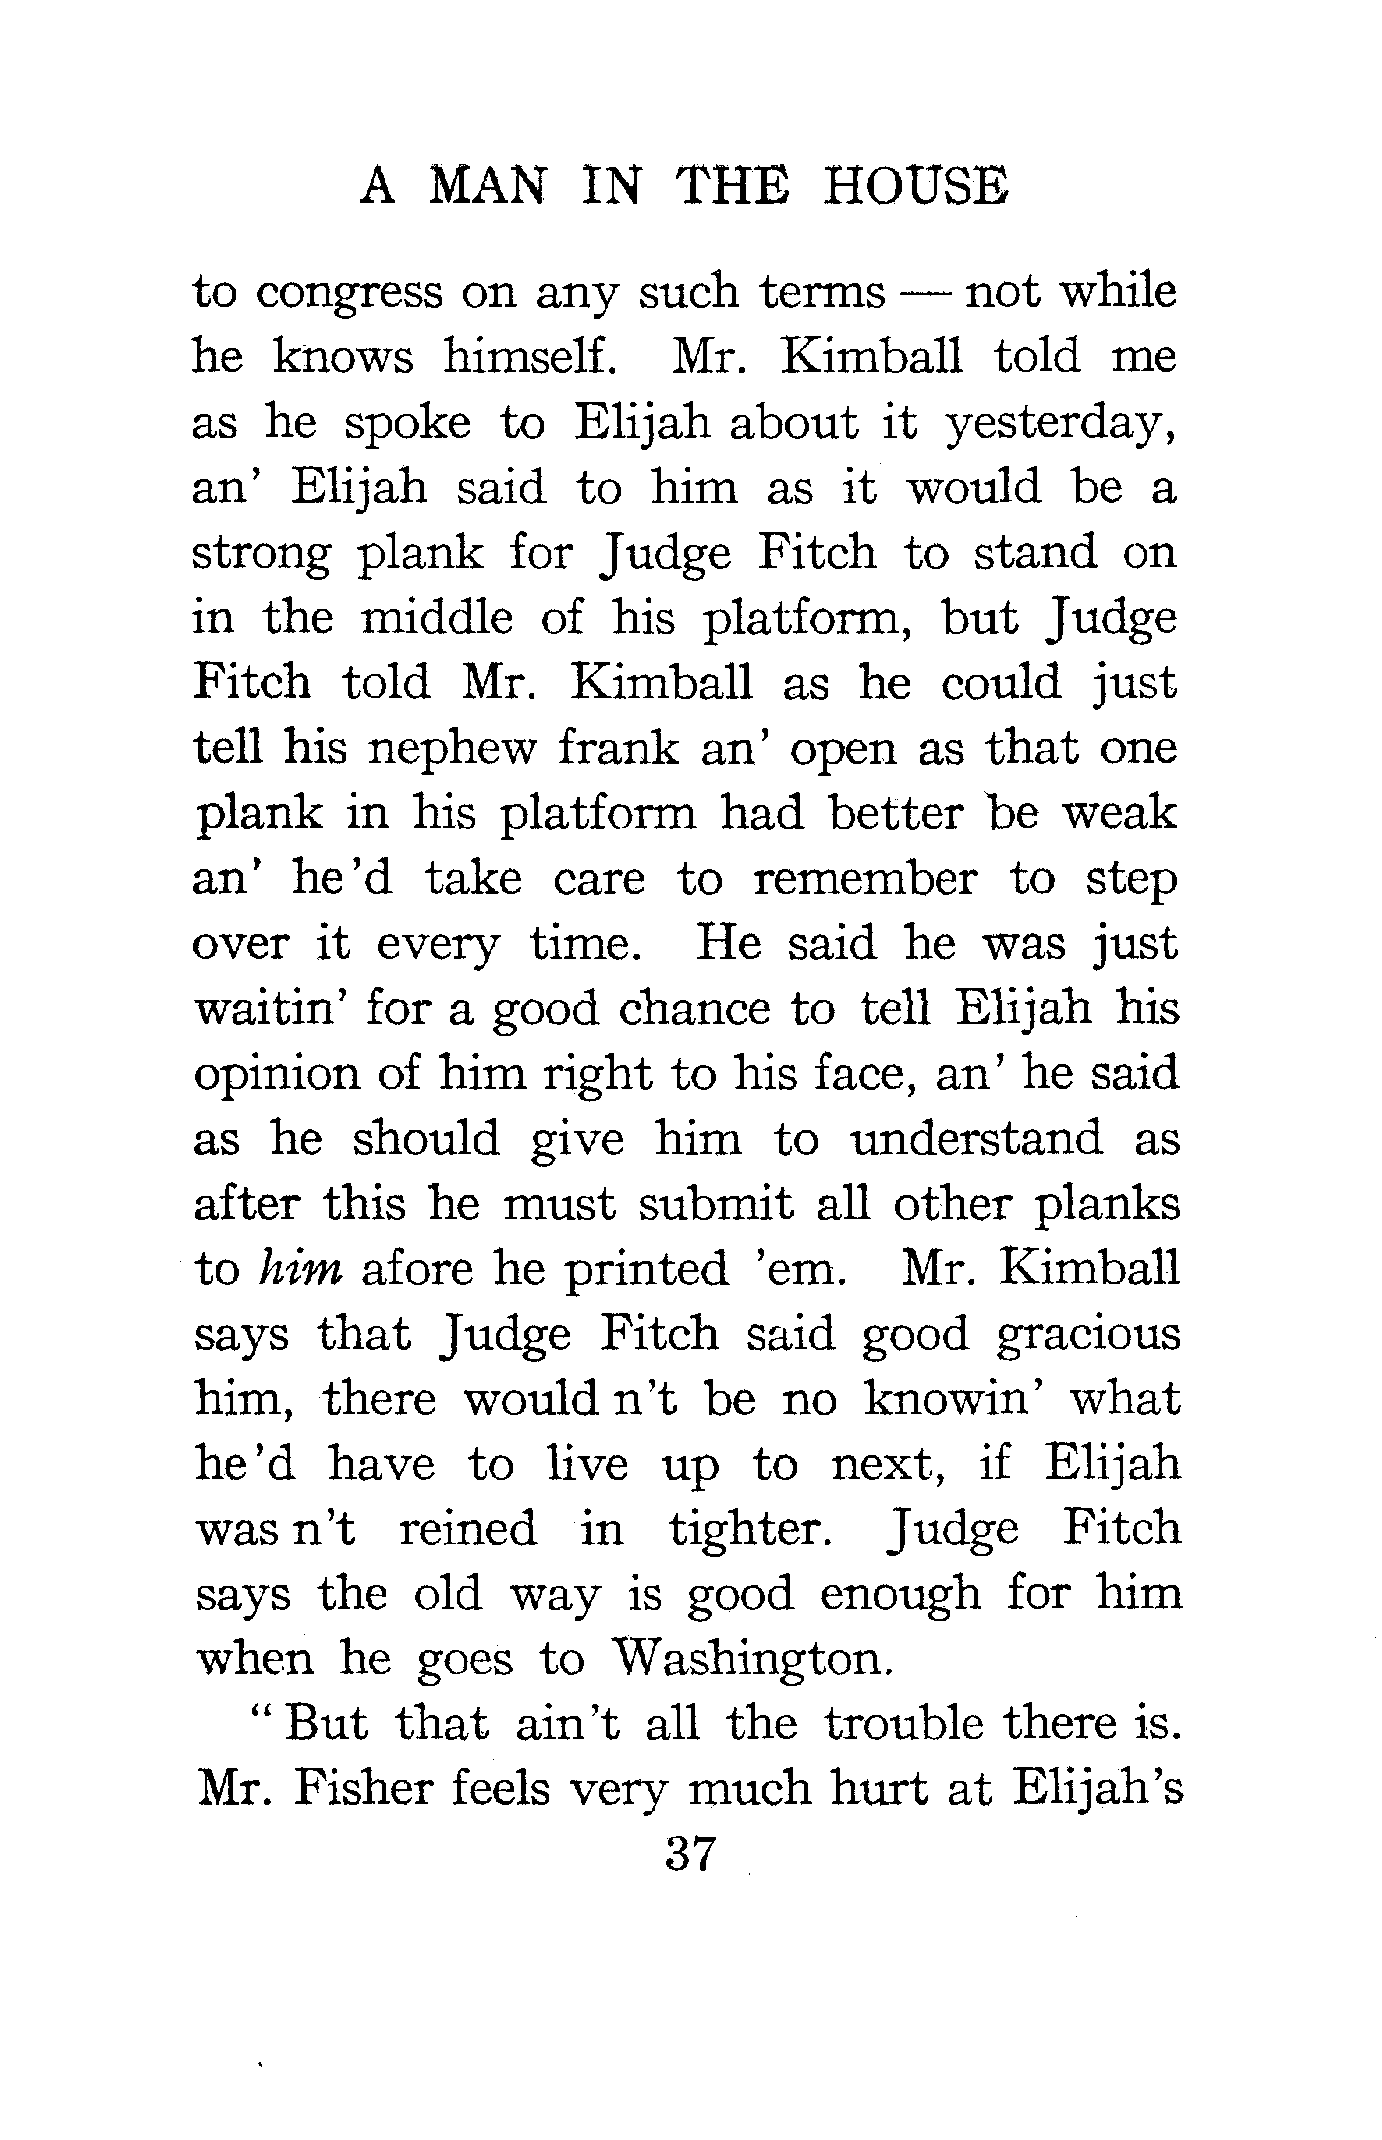 A MAN IN THE HOUSE
to congress on any such terms — not while
he knows himself. Mr. Kimball told me
as he spoke to Elijah about it yesterday,
an' Elijah said to him as it would be a
strong plank for Judge Fitch to stand on
in the middle of his platform, but Judge
Fitch told Mr. Kimball as he could just
tell his nephew frank an' open as that one
plank in his platform had better be weak
an' he'd take care to remember to step
over it every time. He said he was just
waitin' for a good chance to tell Elijah his
opinion of him right to his face, an' he said
as he should give him to understand as
after this he must submit all other planks
to him afore he printed 'em. Mr. Kimball
says that Judge Fitch said good gracious
him, there would n't be no knowin' what
he'd have to live up to next, if Elijah
was n't reined in tighter. Judge Fitch
says the old way is good enough for him
when he goes to Washington.
"But that ain't all the trouble there is.
Mr. Fisher feels very much hurt at Elijah's
37